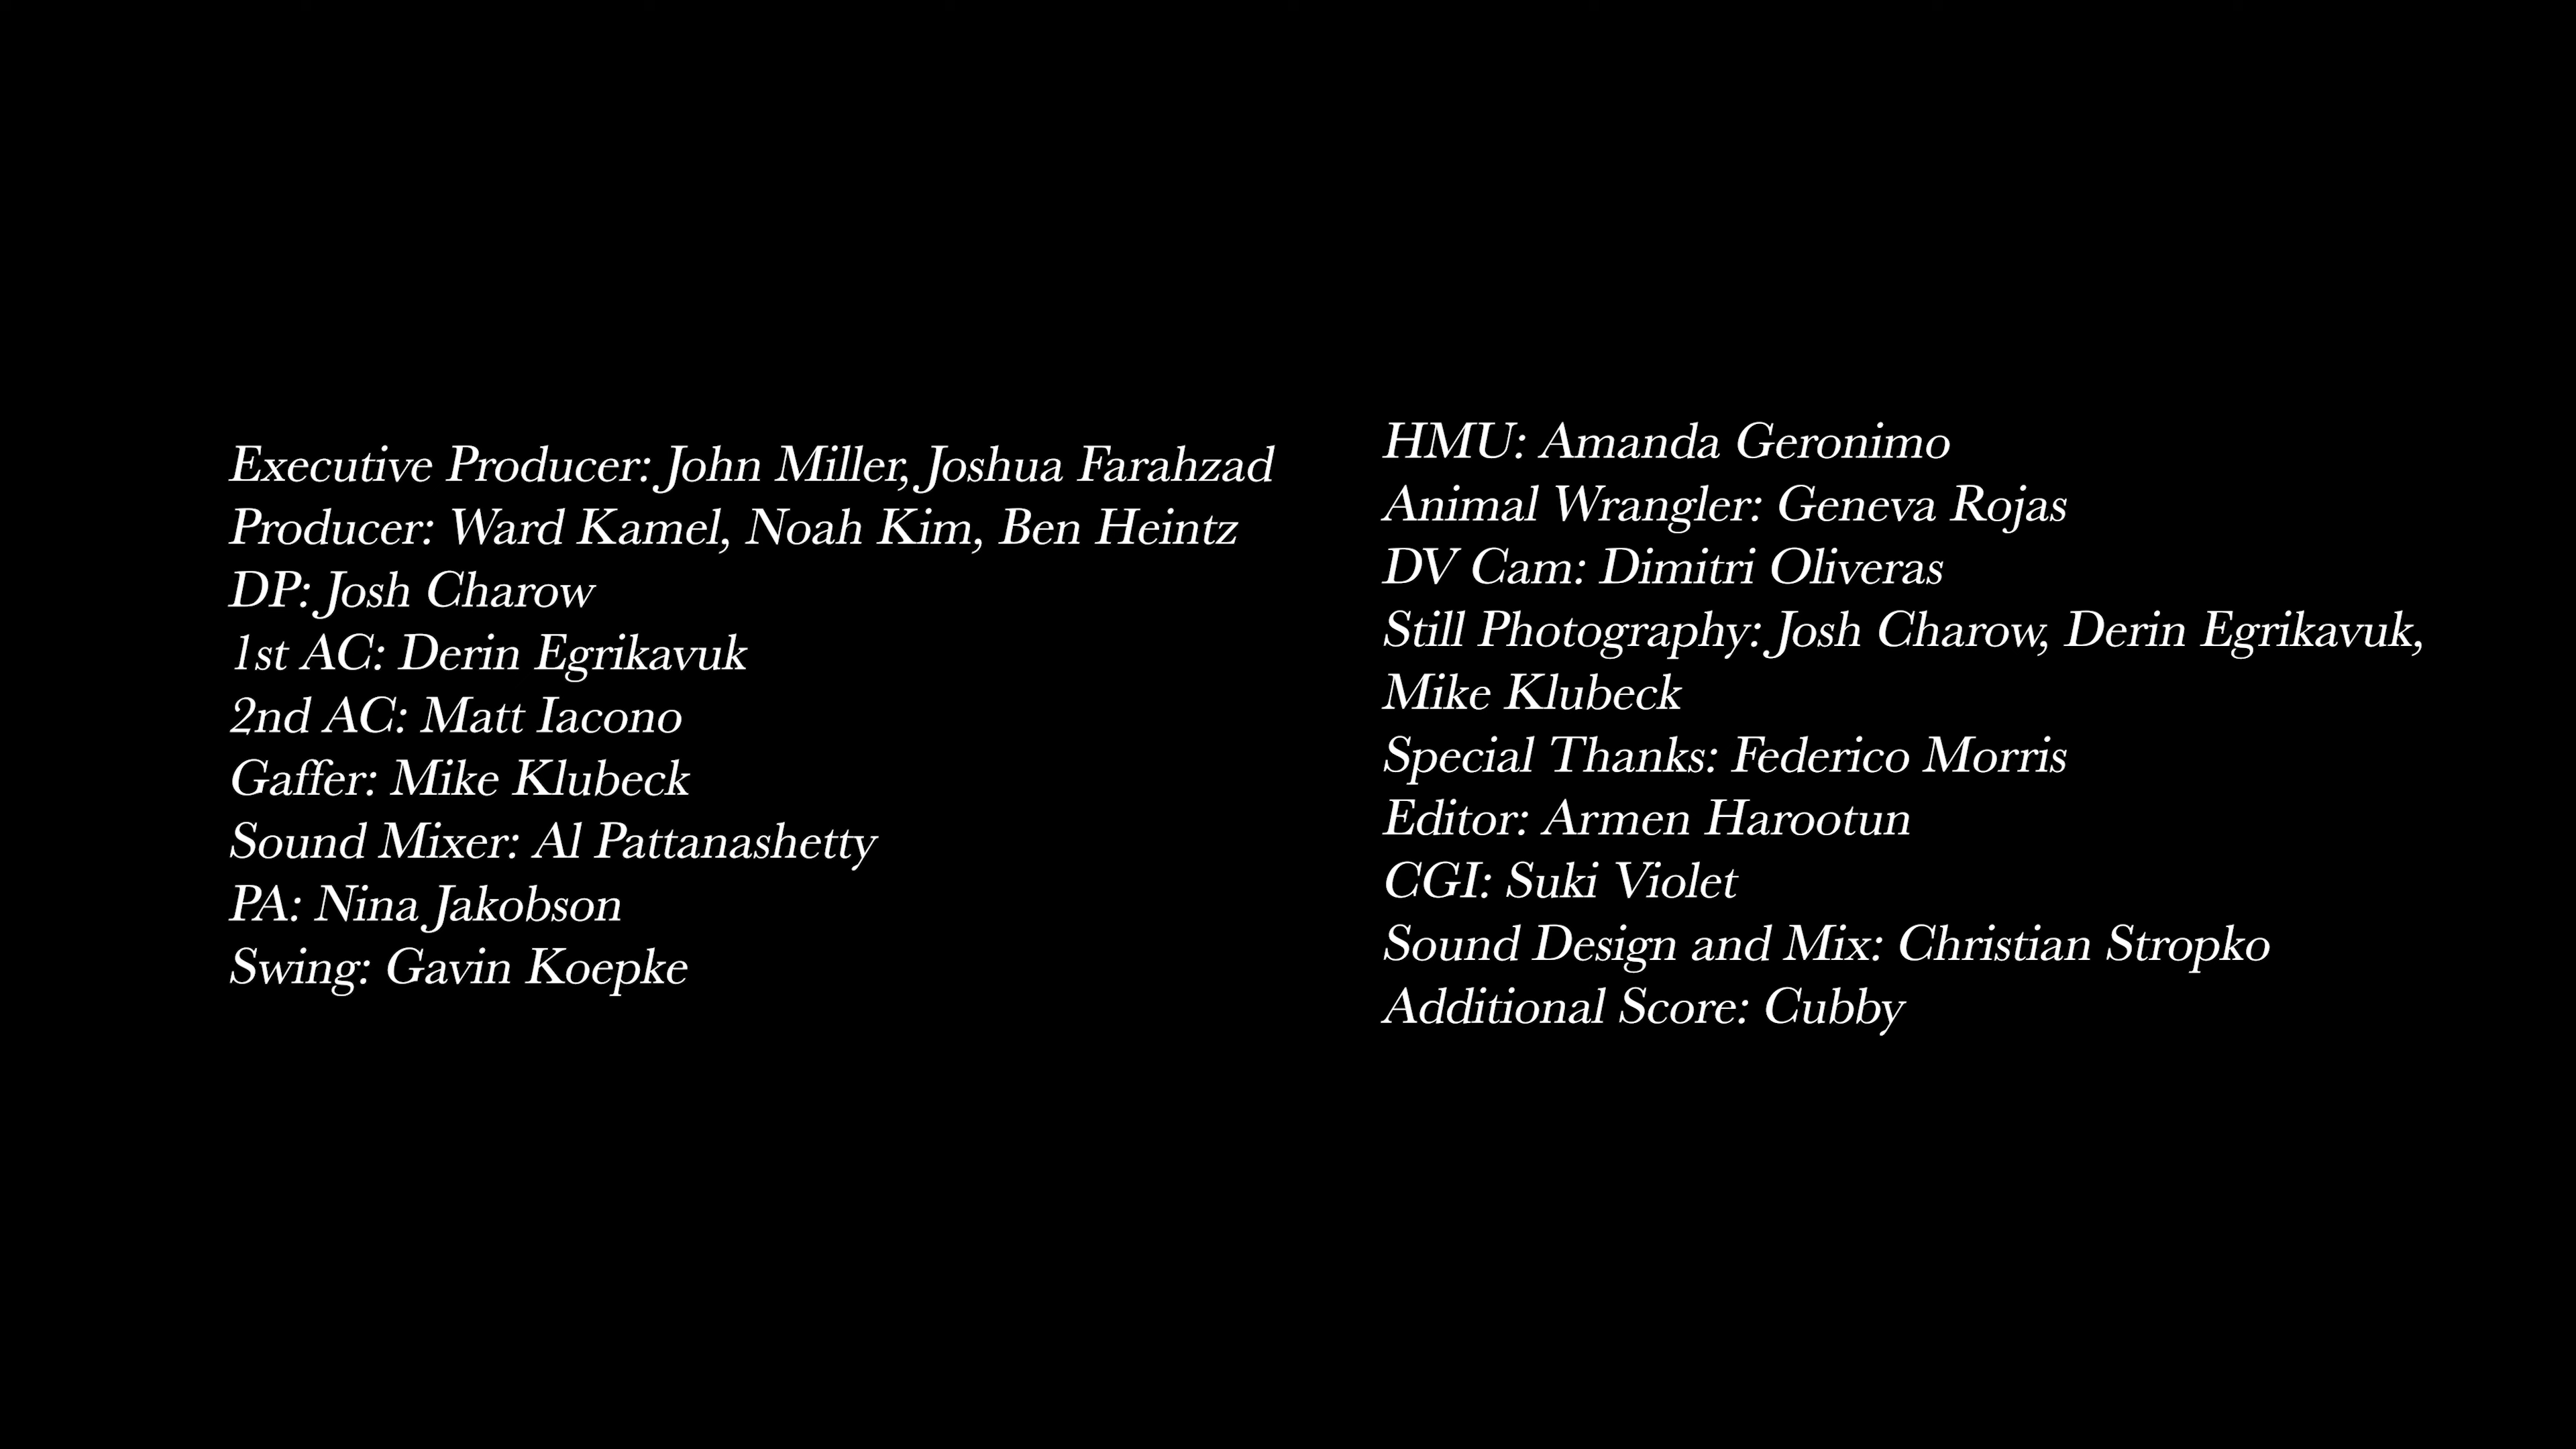 Executive Producer: John Miller, Joshua Farahzad
Producer: Ward Kamel, Noah Kim, Ben Heintz
DP: Josh Charow
1st AC: Derin Egrikavuk
2nd AC: Matt Iacono
Gaffer: Mike Klubeck
Sound Mixer: Al Pattanashetty
PA: Nina Jakobson
Swing: Gavin Koepke
HMU: Amanda Geronimo
Animal Wrangler: Geneva Rojas
DV Cam: Dimitri Oliveras
Still Photography: Josh Charow, Derin Egrikavuk,
Mike Klubeck
Special Thanks: Federico Morris
Editor: Armen Harootun
CGI: Suki Violet
Sound Design and Mix: Christian Stropko
Additional Score: Cubby